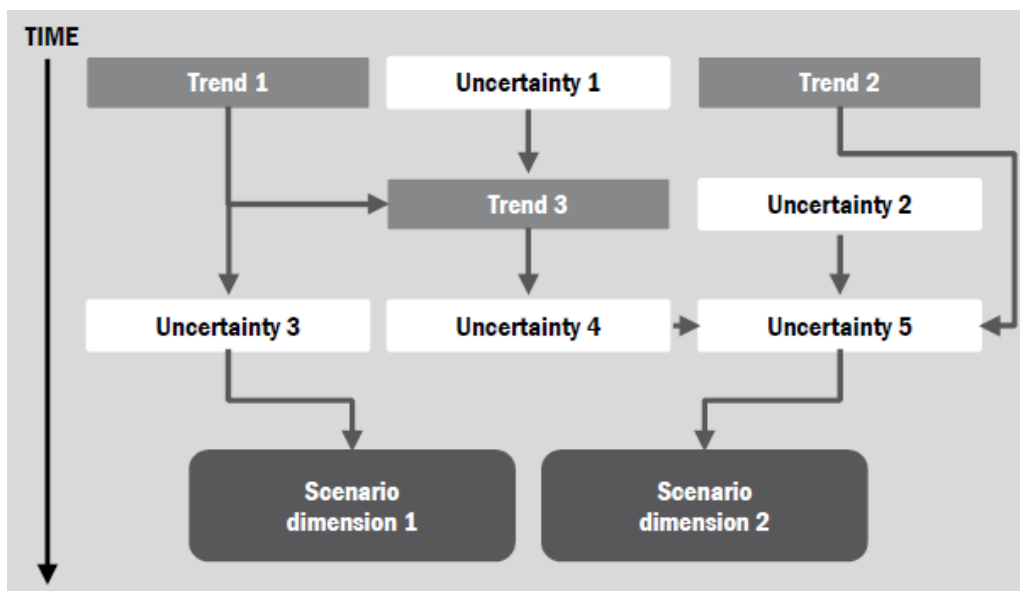 TIME
Trend 1
Uncertainty 1
Trend 2
Trend 3
Uncertainty 2
Uncertainty 3
Uncertainty 4
Uncertainty 5
Scenario
dimension 1
Scenario
dimension 2